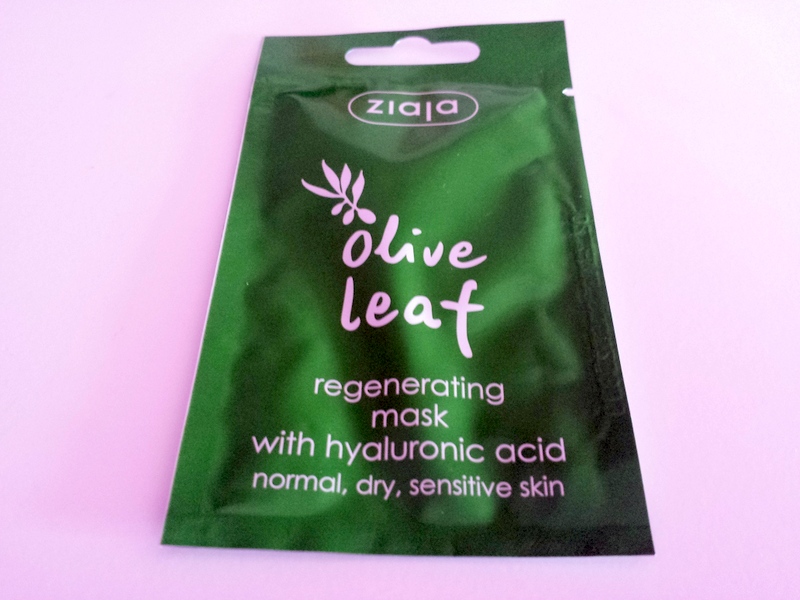 ziaja
olive
leaf
regenerating
mask
with hyaluronic acid
normal, dry, sensitive skin